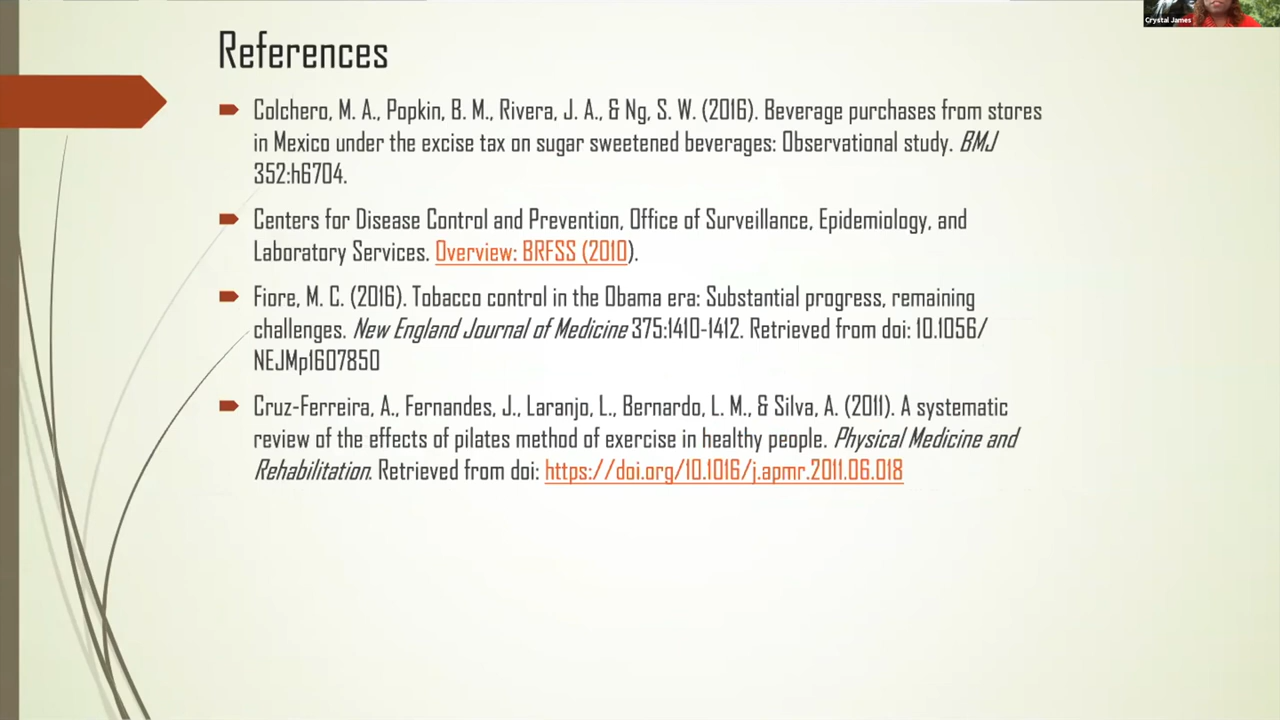 Crystal James
References
Colchero, M. A., Popkin, B. M., Rivera, J. A., & Ng, S. W. (2016). Beverage purchases from stores
in Mexico under the excise tax on sugar sweetened beverages: Observational study. BMJ
352:h6704.
Centers for Disease Control and Prevention, Office of Surveillance, Epidemiology, and
Laboratory Services. Overview: BRFSS (2010).
Fiore, M. C. (2016). Tobacco control in the Obama era: Substantial progress, remaining
challenges. New England Journal of Medicine 375:1410-1412. Retrieved from doi: 10.1056/
NEJMp1607850
Cruz-Ferreira, A., Fernandes, J., Laranjo, L., Bernardo, L. M., & Silva, A. (2011). A systematic
review of the effects of pilates method of exercise in healthy people. Physical Medicine and
Rehabilitation. Retrieved from doi: https://doi.org/10.1016/j.apmr.2011.06.018